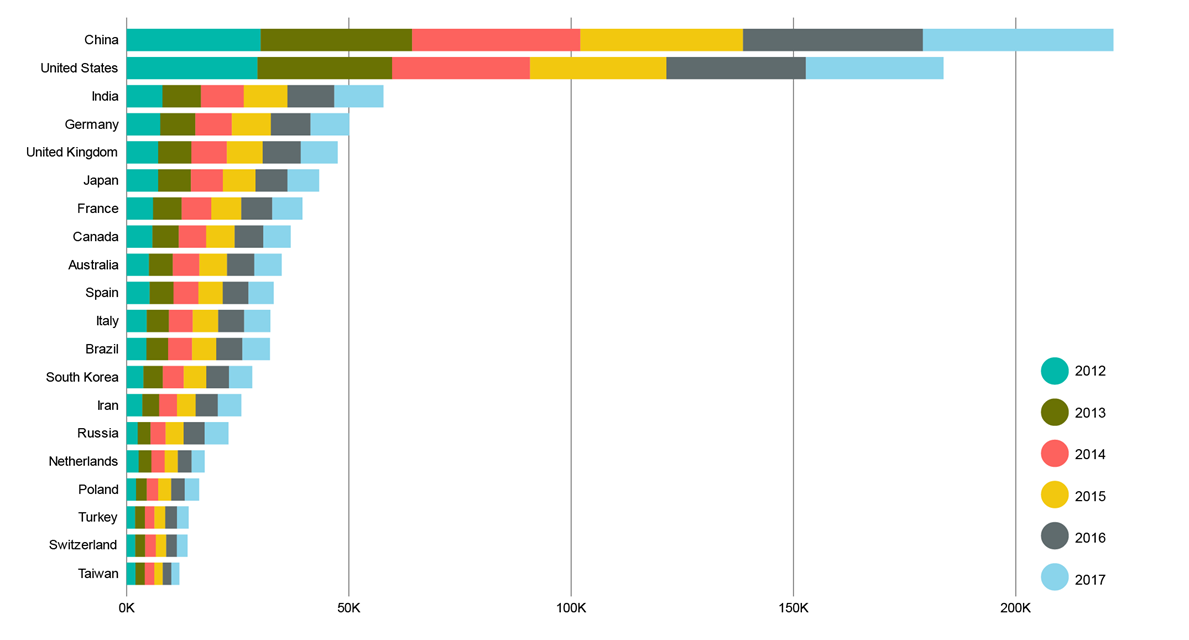 China
United States
India
Germany
United Kingdom
Japan
France
Canada
Australia
Spain
Italy
Brazil
South Korea
Iran
Russia
Netherlands
Poland
Turkey
Switzerland
Taiwan
0K 50K 100K 150K 200K
2012
2013
2014
2015
2016
2017